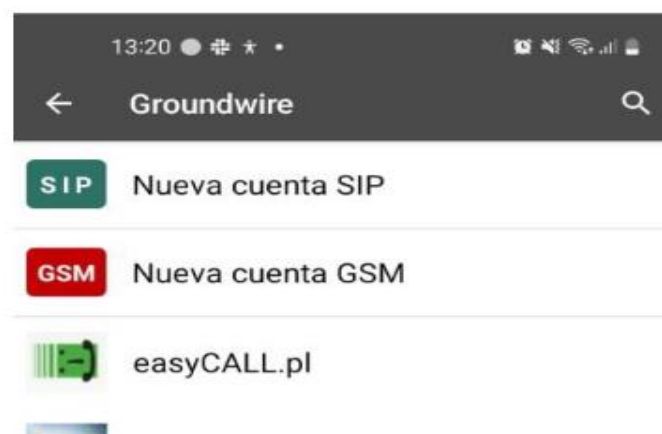 13:20
Groundwire
SIP Nueva cuenta SIP
GSM Nueva cuenta GSM
easyCALL.pl